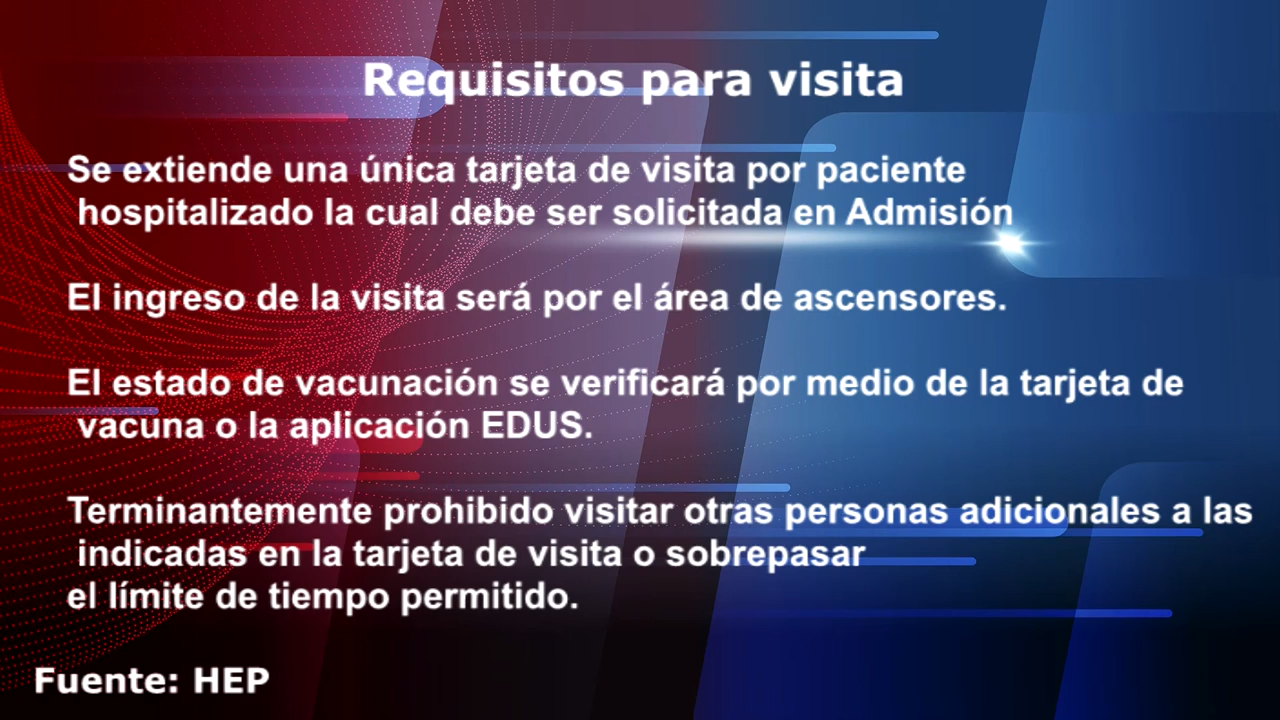 Requisitos para visita
Se extiende una única tarjeta de visita por paciente
hospitalizado la cual debe ser solicitada en Admisión
El ingreso de la visita será por el área de ascensores.
El estado de vacunación se verificará por medio de la tarjeta de
vacuna o la aplicación EDUS.
Terminantemente prohibido visitar otras personas adicionales a las
indicadas en la tarjeta de visita o sobrepasar
el límite de tiempo permitido.
Fuente: HEP